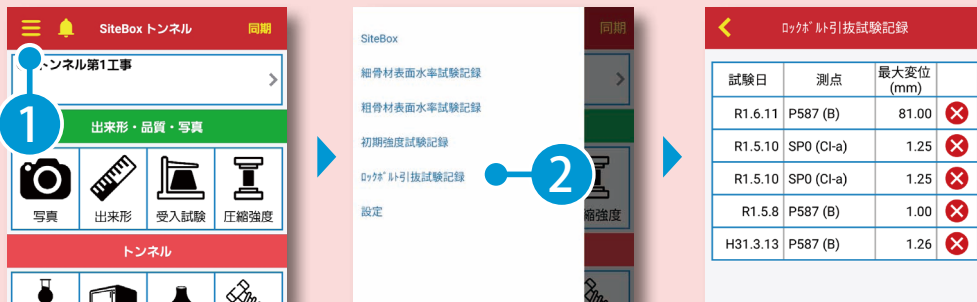 SiteBox トンネル 同期
トンネル第1工事
1
出来形・品質・写真
写真 出来形 受入試験 圧縮強度
トンネル
同期
SiteBox
細骨材表面水率試験記録
粗骨材表面水率試験記録
初期強度試験記録
ﾛｯｸﾎﾞﾙﾄ引抜試験記録
2
設定
縮強度
ﾛｯｸﾎﾞﾙﾄ引抜試験記録
試験日 測点 最大変位
(mm)
R1.6.11 P587 (B) 81.00
R1.5.10 SP0 (CI-a) 1.25
R1.5.10 SP0 (CI-a) 1.25
R1.5.8 P587 (B) 1.00
H31.3.13 P587 (B) 1.26